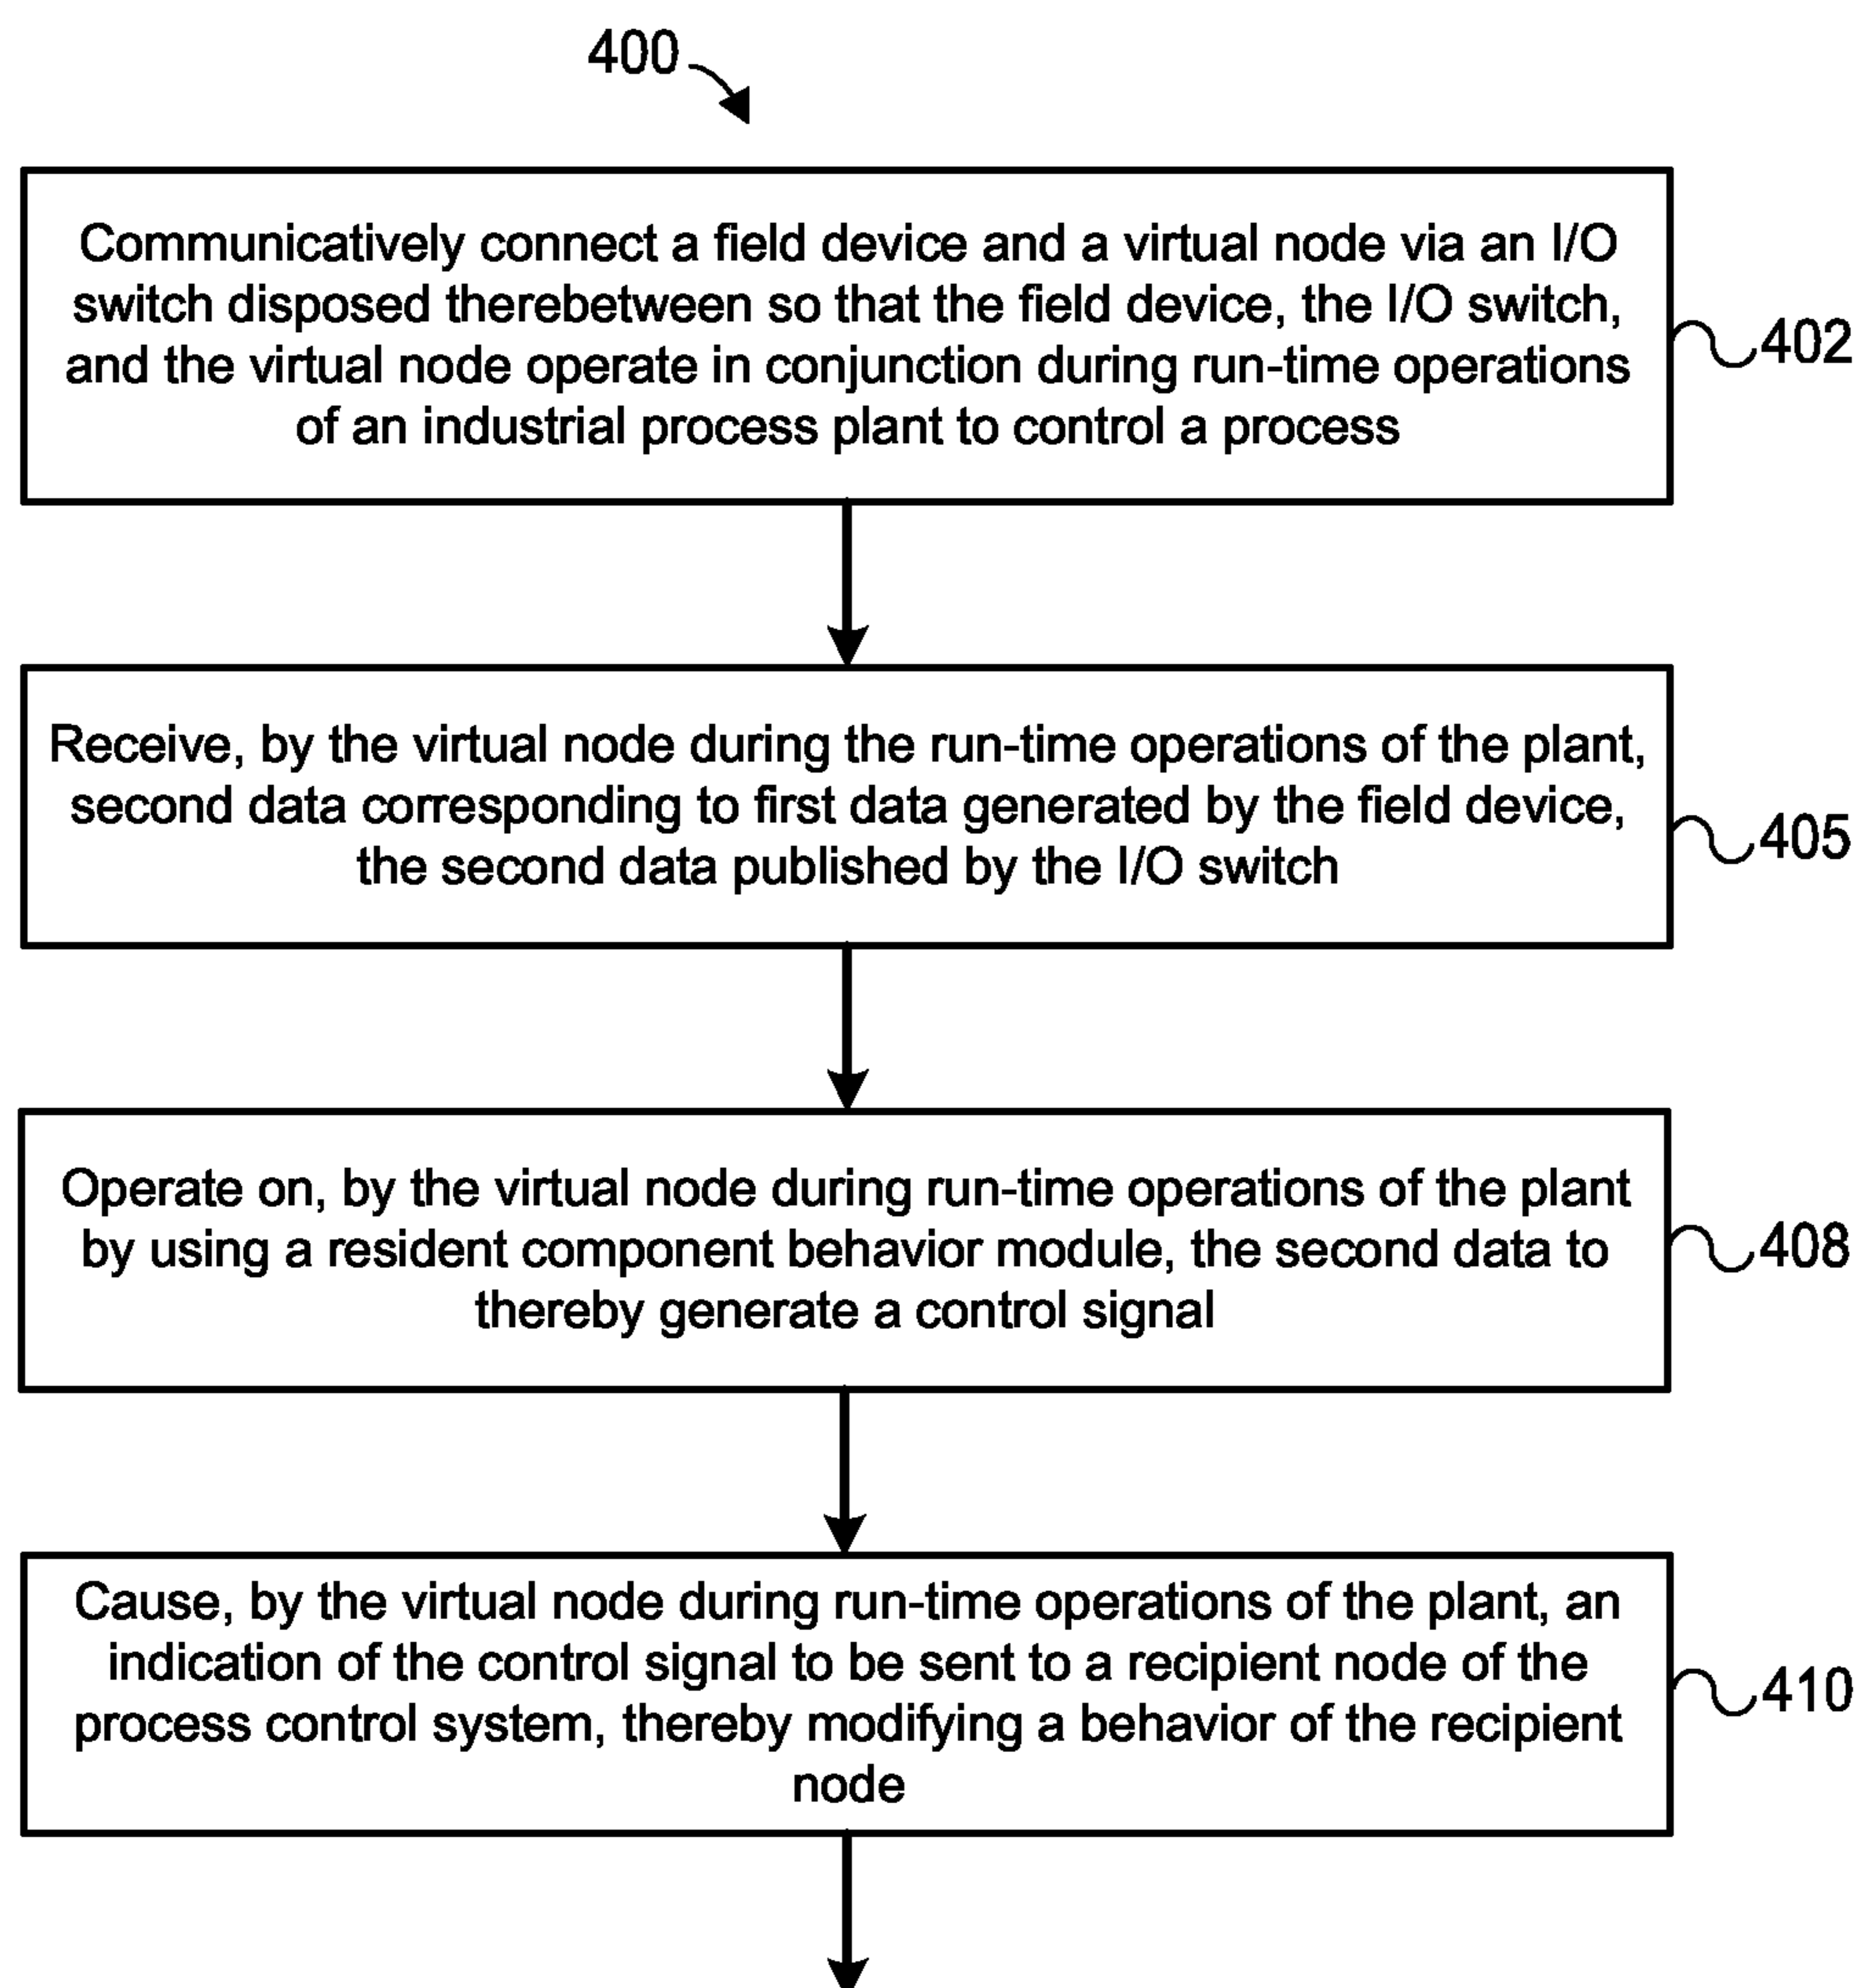 400
Communicatively connect a field device and a virtual node via an I/O
switch disposed therebetween so that the field device, the I/O switch,
and the virtual node operate in conjunction during run-time operations
of an industrial process plant to control a process
402
Receive, by the virtual node during the run-time operations of the plant,
second data corresponding to first data generated by the field device,
the second data published by the I/O switch
405
Operate on, by the virtual node during run-time operations of the plant
by using a resident component behavior module, the second data to
thereby generate a control signal
408
Cause, by the virtual node during run-time operations of the plant, an
indication of the control signal to be sent to a recipient node of the
process control system, thereby modifying a behavior of the recipient
node
410